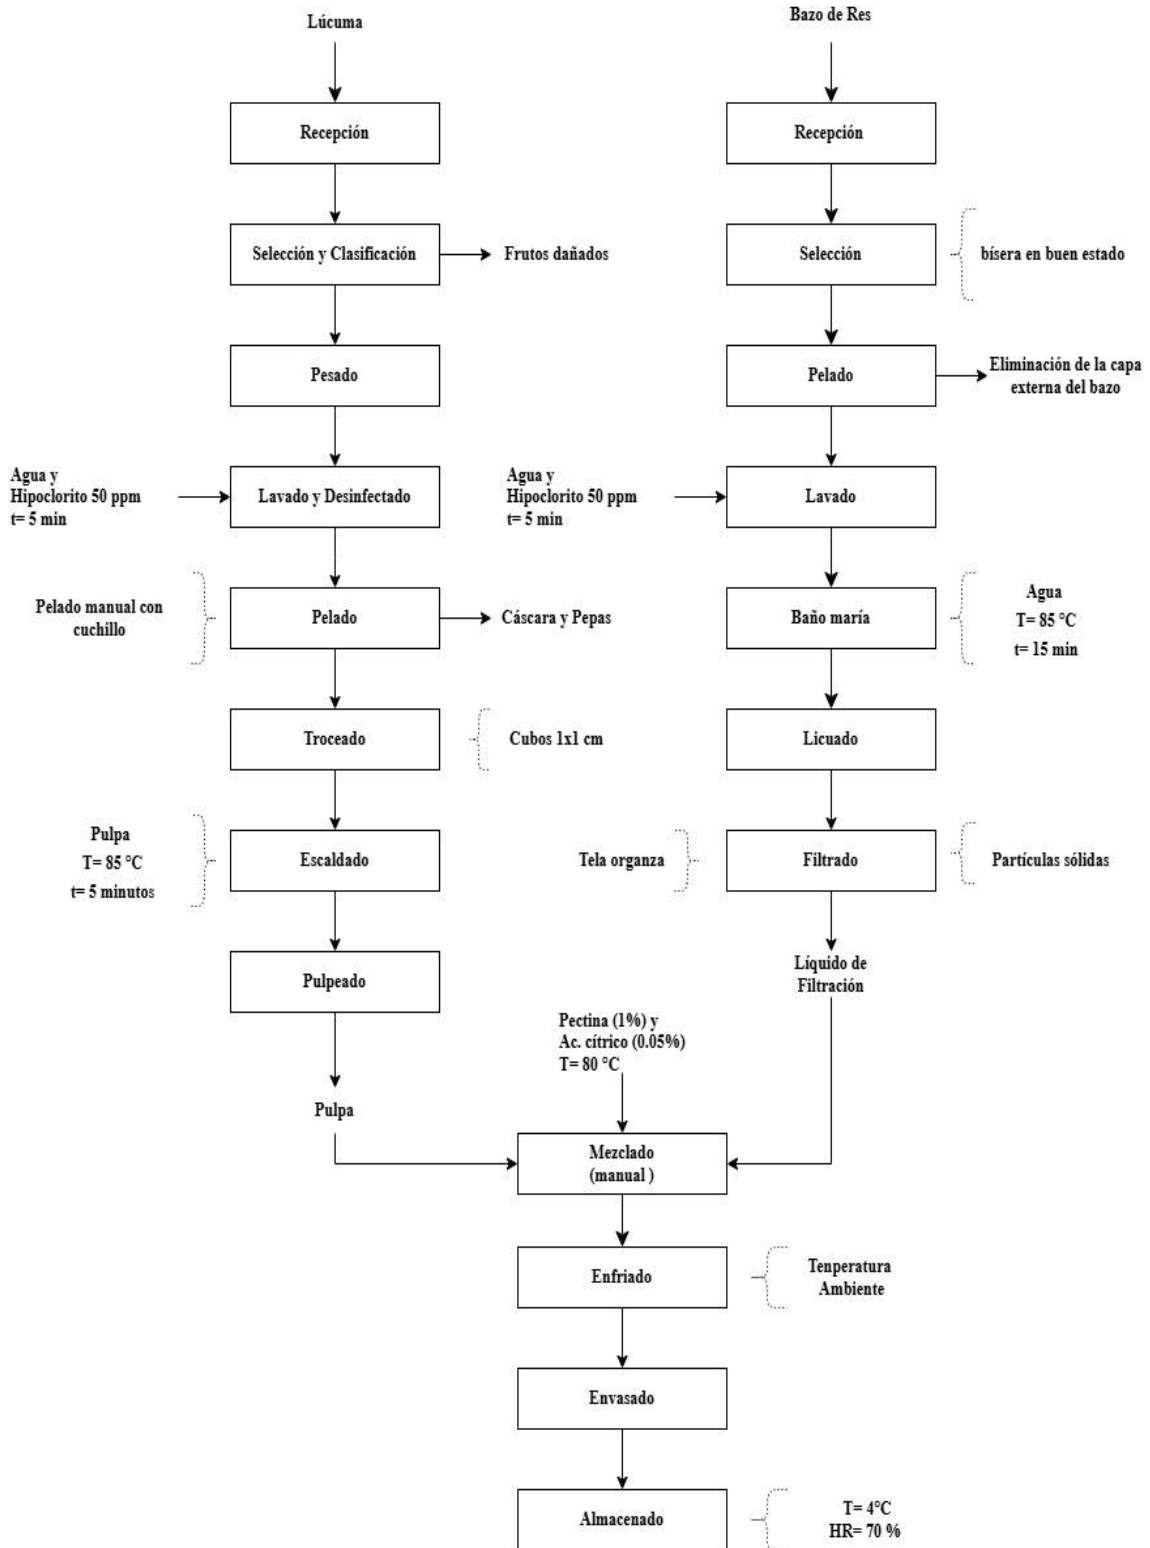 Lúcuma
Recepción
Selección y Clasificación
Frutos dañados
Pesado
Agua y
Hipoclorito 50 ppm
t= 5 min
Lavado y Desinfectado
Pelado manual con
cuchillo
Pelado
Cáscara y Pepas
Troceado
Cubos 1x1 cm
Pulpa
T= 85 °C
t= 5 minutos
Escaldado
Pulpeado
Pulpa
Bazo de Res
Recepción
Selección
bísera en buen estado
Pelado
Eliminación de la capa
externa del bazo
Agua y
Hipoclorito 50 ppm
t= 5 min
Lavado
Baño maría
Agua
T= 85 °C
t= 15 min
Licuado
Tela organza
Filtrado
Partículas sólidas
Líquido de
Filtración
Pectina (1%) y
Ac. cítrico (0.05%)
T= 80 °C
Mezclado
(manual )
Enfriado
Tenperatura
Ambiente
Envasado
Almacenado
T= 4°C
HR= 70 %